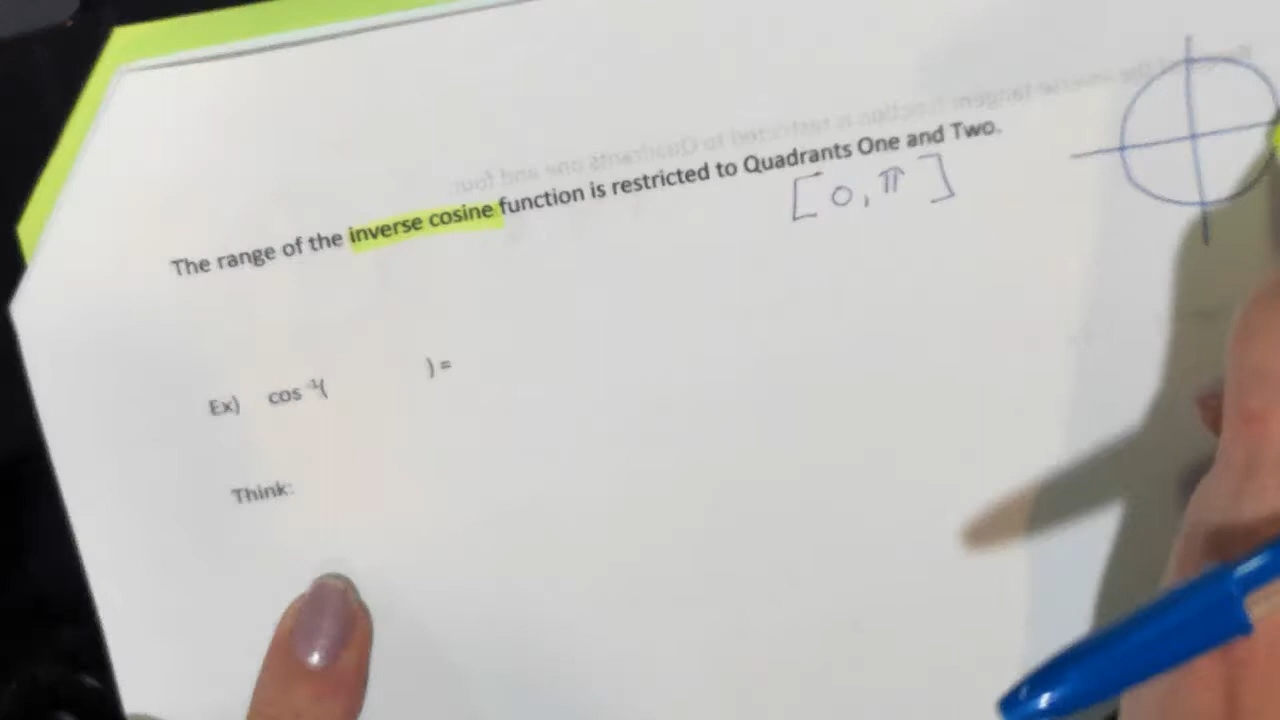 The range of the inverse cosine function is restricted to Quadrants One and Two.
[0, π]
Ex) cos⁻¹( ) =
Think: